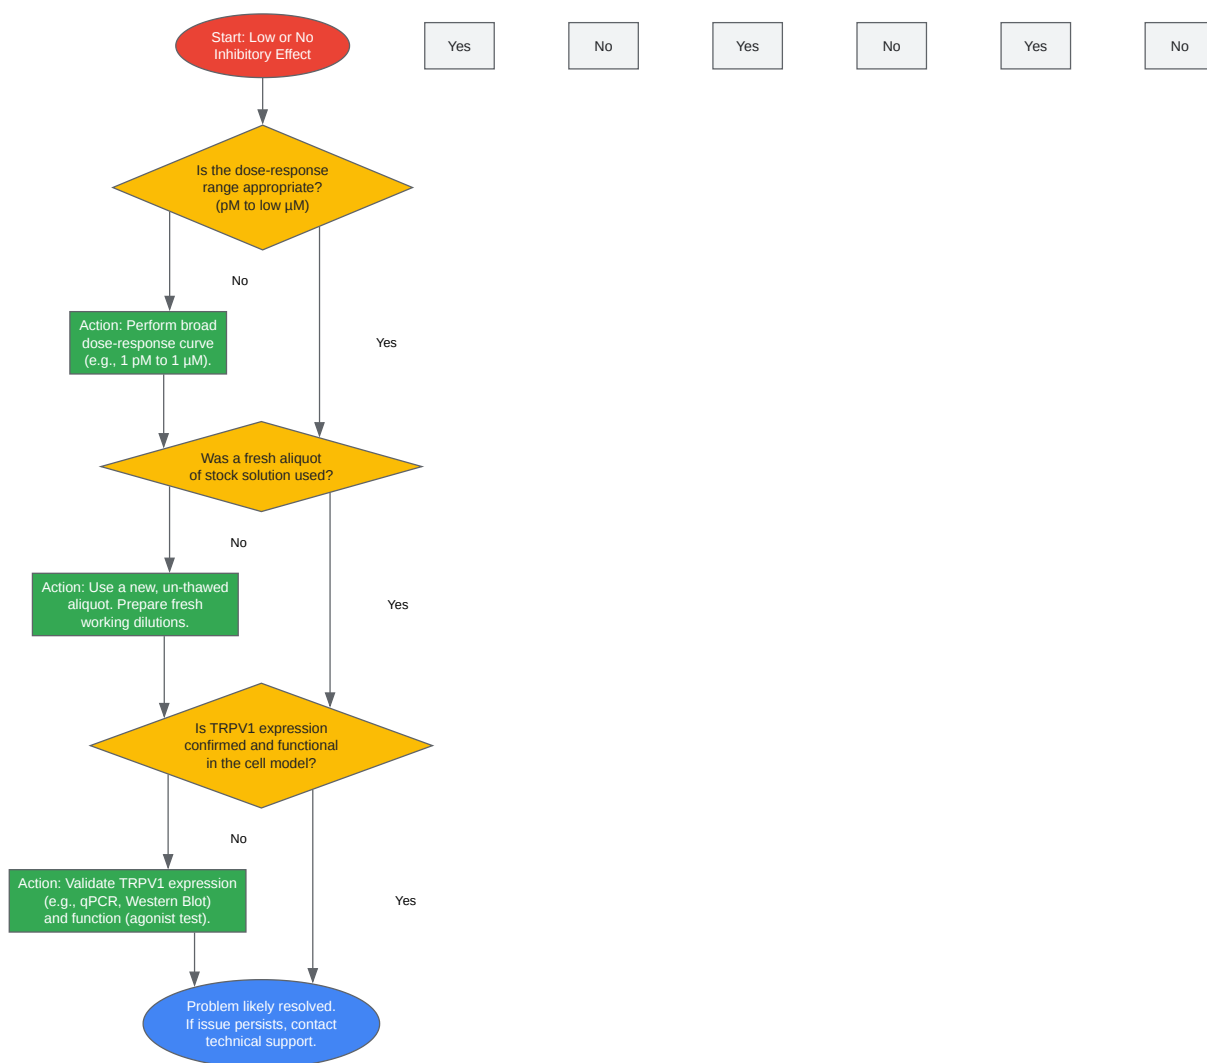 Start: Low or No
Inhibitory Effect
Yes
No
Yes
No
Yes
No
Is the dose-response
range appropriate?
(pM to low µM)
No
Action: Perform broad
dose-response curve
(e.g., 1 pM to 1 µM).
Yes
Was a fresh aliquot
of stock solution used?
No
Action: Use a new, un-thawed
aliquot. Prepare fresh
working dilutions.
Yes
Is TRPV1 expression
confirmed and functional
in the cell model?
No
Action: Validate TRPV1 expression
(e.g., qPCR, Western Blot)
and function (agonist test).
Yes
Problem likely resolved.
If issue persists, contact
technical support.